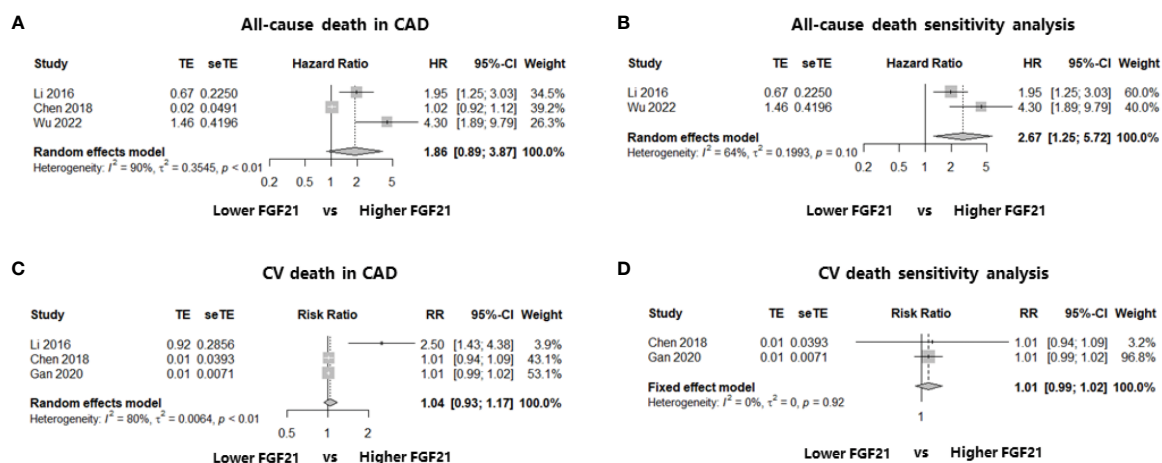 A
All-cause death in CAD
Study TE seTE Hazard Ratio HR 95%-CI Weight
Li 2016 0.67 0.2250 1.95 [1.25; 3.03] 34.5%
Chen 2018 0.02 0.0491 1.02 [0.92; 1.12] 39.2%
Wu 2022 1.46 0.4196 4.30 [1.89; 9.79] 26.3%
Random effects model 1.86 [0.89; 3.87] 100.0%
Heterogeneity: I² = 90%, τ² = 0.3545, p < 0.01
0.2 0.5 1 2 5
Lower FGF21 vs Higher FGF21
B
All-cause death sensitivity analysis
Study TE seTE Hazard Ratio HR 95%-CI Weight
Li 2016 0.67 0.2250 1.95 [1.25; 3.03] 60.0%
Wu 2022 1.46 0.4196 4.30 [1.89; 9.79] 40.0%
Random effects model 2.67 [1.25; 5.72] 100.0%
Heterogeneity: I² = 64%, τ² = 0.1993, p = 0.10
0.2 0.5 1 2 5
Lower FGF21 vs Higher FGF21
C
CV death in CAD
Study TE seTE Risk Ratio RR 95%-CI Weight
Li 2016 0.92 0.2856 2.50 [1.43; 4.38] 3.9%
Chen 2018 0.01 0.0393 1.01 [0.94; 1.09] 43.1%
Gan 2020 0.01 0.0071 1.01 [0.99; 1.02] 53.1%
Random effects model 1.04 [0.93; 1.17] 100.0%
Heterogeneity: I² = 80%, τ² = 0.0064, p < 0.01
0.5 1 2
Lower FGF21 vs Higher FGF21
D
CV death sensitivity analysis
Study TE seTE Risk Ratio RR 95%-CI Weight
Chen 2018 0.01 0.0393 1.01 [0.94; 1.09] 3.2%
Gan 2020 0.01 0.0071 1.01 [0.99; 1.02] 96.8%
Fixed effect model 1.01 [0.99; 1.02] 100.0%
Heterogeneity: I² = 0%, τ² = 0, p = 0.92
1
Lower FGF21 vs Higher FGF21